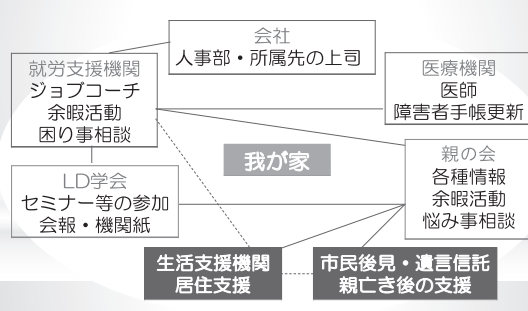 会社
人事部・所属先の上司
就労支援機関
ジョブコーチ
余暇活動
困り事相談
医療機関
医師
障害者手帳更新
我が家
親の会
各種情報
余暇活動
悩み事相談
LD学会
セミナー等の参加
会報・機関紙
生活支援機関
居住支援
市民後見・遺言信託
親亡き後の支援